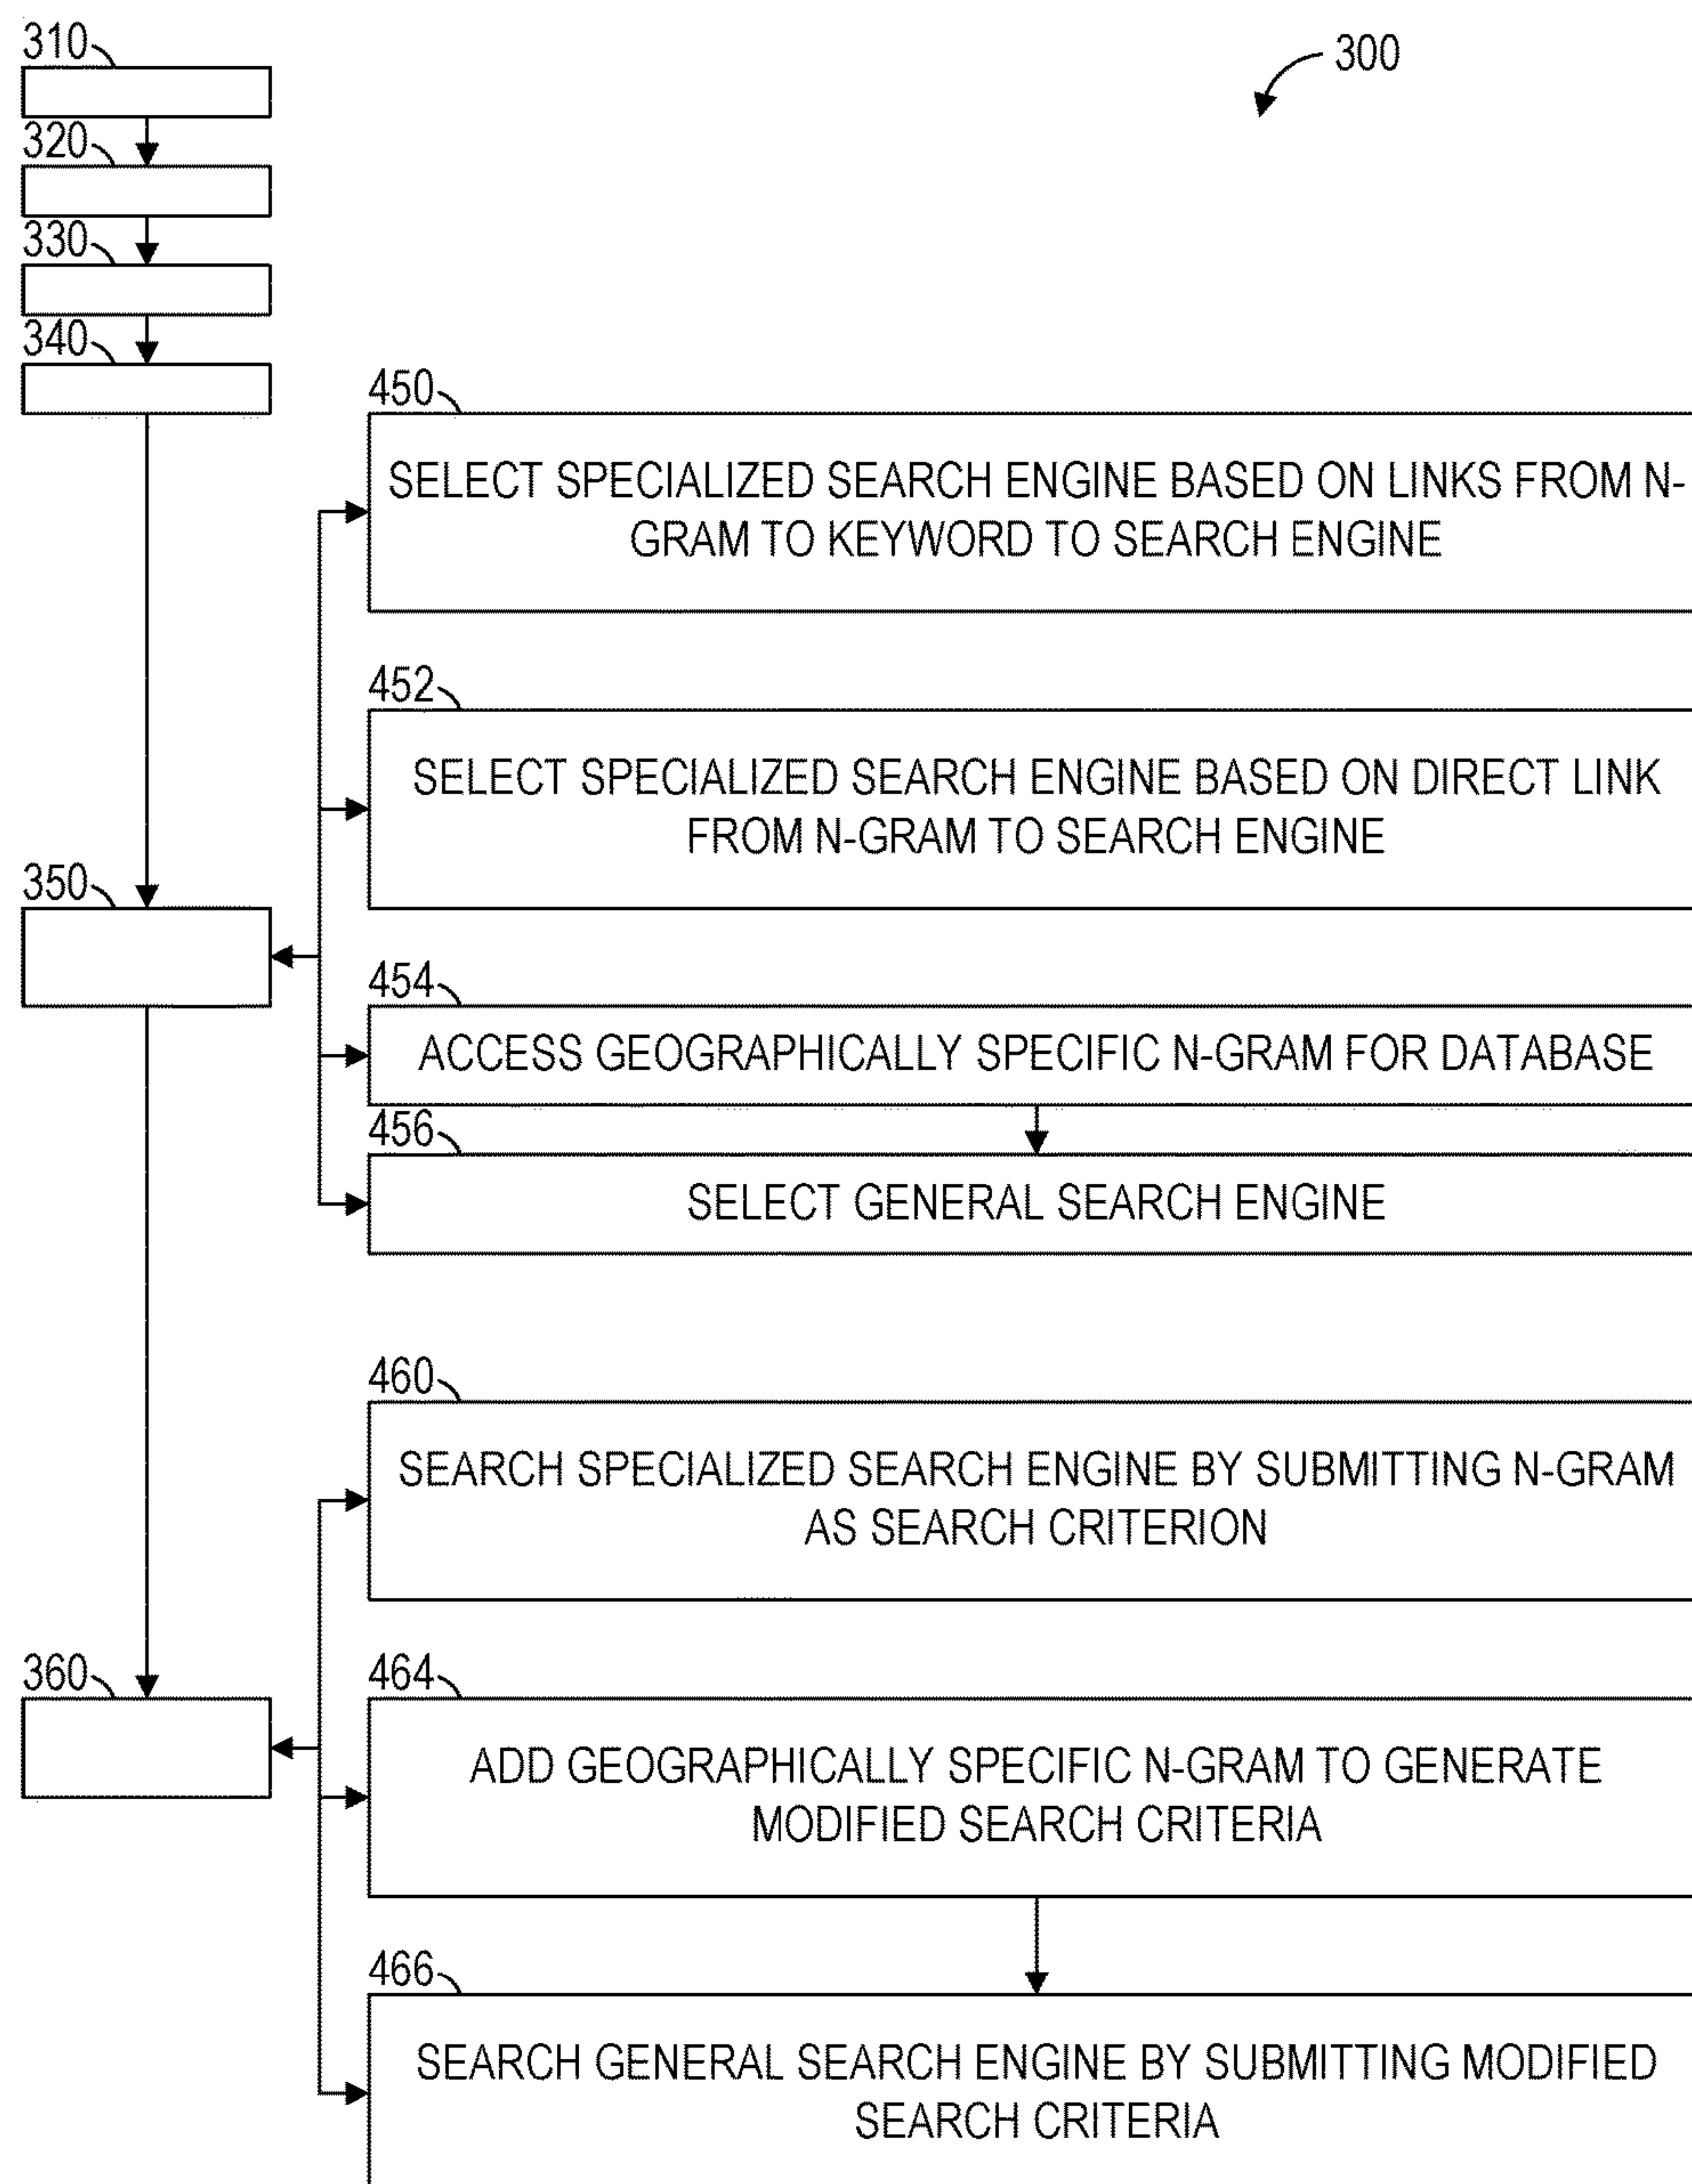 310
300
320
330
340
450
SELECT SPECIALIZED SEARCH ENGINE BASED ON LINKS FROM N-
GRAM TO KEYWORD TO SEARCH ENGINE
452
SELECT SPECIALIZED SEARCH ENGINE BASED ON DIRECT LINK
FROM N-GRAM TO SEARCH ENGINE
350
454
ACCESS GEOGRAPHICALLY SPECIFIC N-GRAM FOR DATABASE
456
SELECT GENERAL SEARCH ENGINE
460
SEARCH SPECIALIZED SEARCH ENGINE BY SUBMITTING N-GRAM
AS SEARCH CRITERION
360
464
ADD GEOGRAPHICALLY SPECIFIC N-GRAM TO GENERATE
MODIFIED SEARCH CRITERIA
466
SEARCH GENERAL SEARCH ENGINE BY SUBMITTING MODIFIED
SEARCH CRITERIA